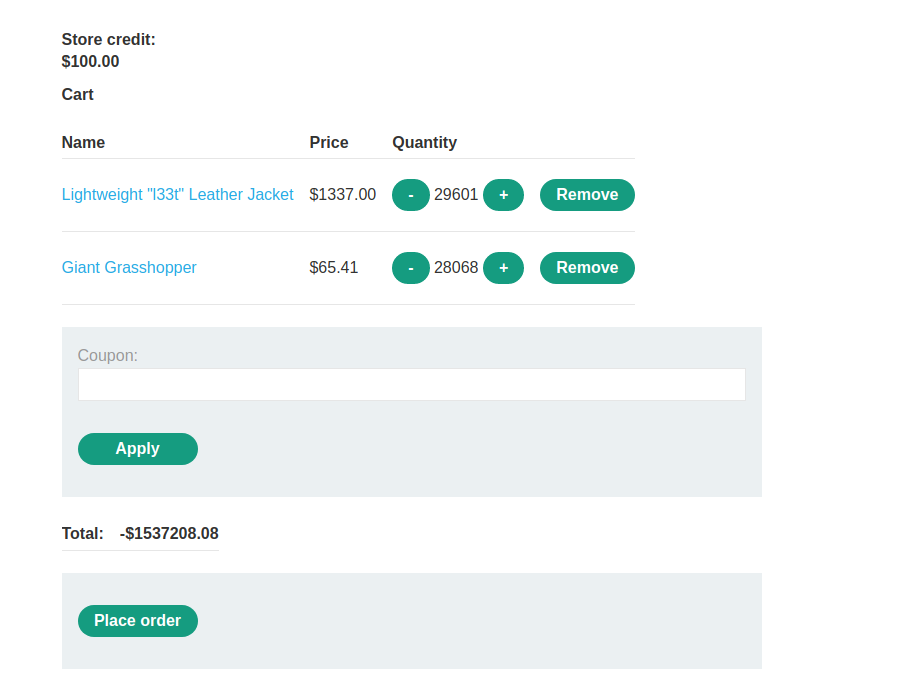 Store credit:
$100.00
Cart
Name Price Quantity
Lightweight "l33t" Leather Jacket $1337.00 - 29601 + Remove
Giant Grasshopper $65.41 - 28068 + Remove
Coupon:
Apply
Total: -$1537208.08
Place order